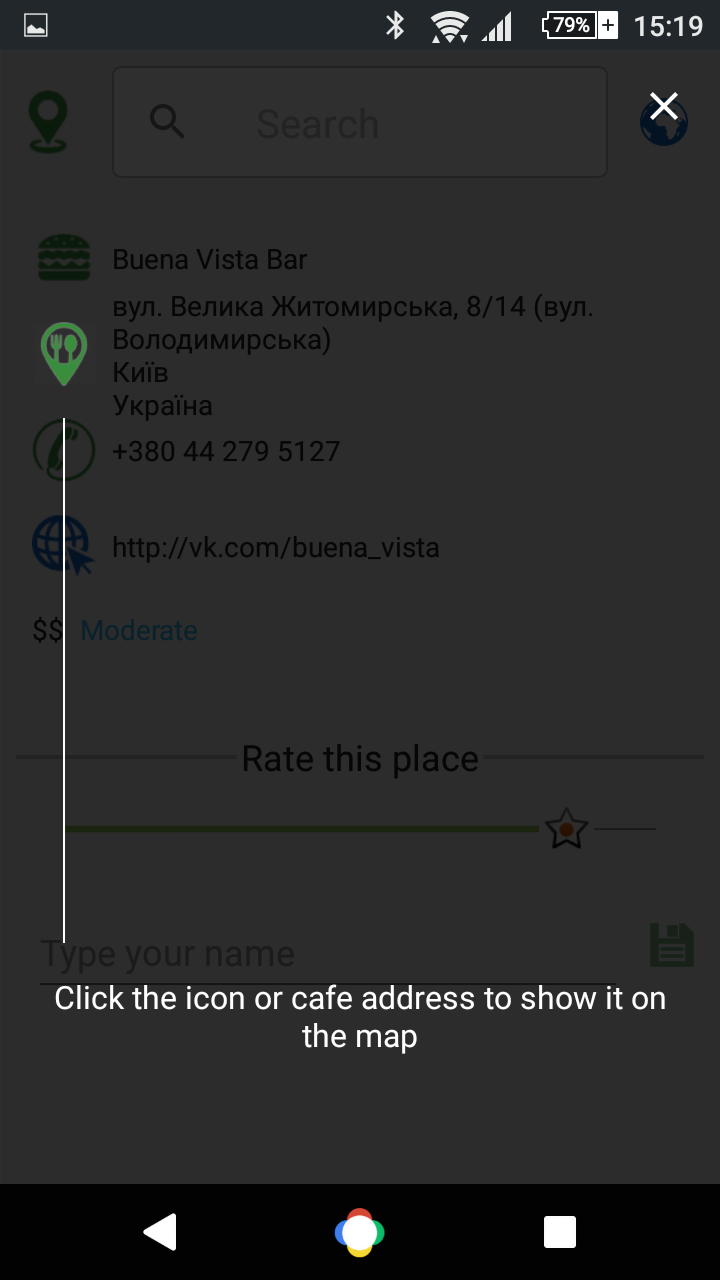 79%
15:19
Search
Buena Vista Bar
вул. Велика Житомирська, 8/14 (вул.
Володимирська)
Київ
Україна
+380 44 279 5127
http://vk.com/buena_vista
$$ Moderate
Rate this place
Type your name
Click the icon or cafe address to show it on
the map